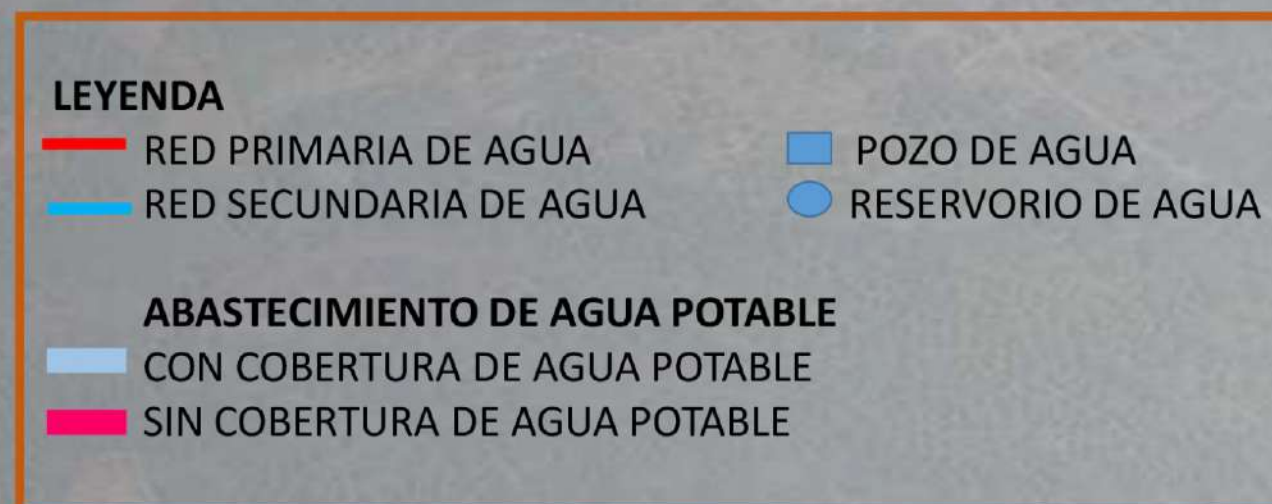 LEYENDA
RED PRIMARIA DE AGUA
RED SECUNDARIA DE AGUA
POZO DE AGUA
RESERVORIO DE AGUA
ABASTECIMIENTO DE AGUA POTABLE
CON COBERTURA DE AGUA POTABLE
SIN COBERTURA DE AGUA POTABLE